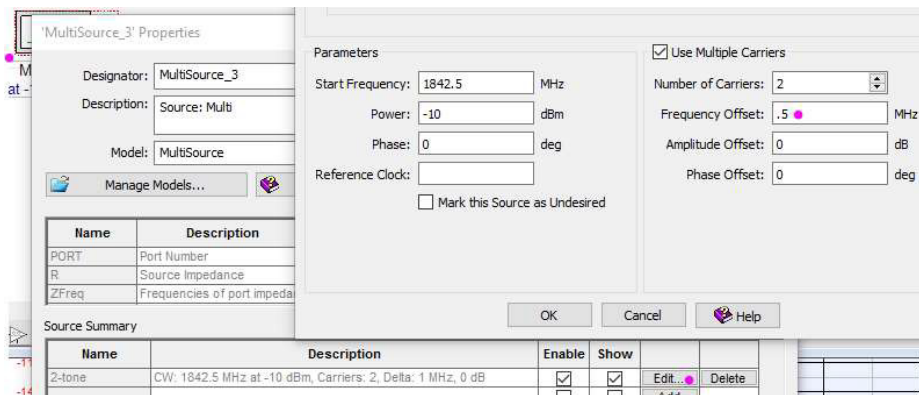 M
at -
'MultiSource_3' Properties
Designator: MultiSource_3
Description: Source: Multi
Model: MultiSource
Manage Models...
Name Description
PORT Port Number
R Source Impedance
ZFreq Frequencies of port impeda
Parameters
Start Frequency: 1842.5 MHz
Power: -10 dBm
Phase: 0 deg
Reference Clock:
Mark this Source as Undesired
Use Multiple Carriers
Number of Carriers: 2
Frequency Offset: .5 MHz
Amplitude Offset: 0 dB
Phase Offset: 0 deg
OK Cancel Help
Source Summary
Name Description Enable Show
2-tone CW: 1842.5 MHz at -10 dBm, Carriers: 2, Delta: 1 MHz, 0 dB Edit... Delete
-11
-14